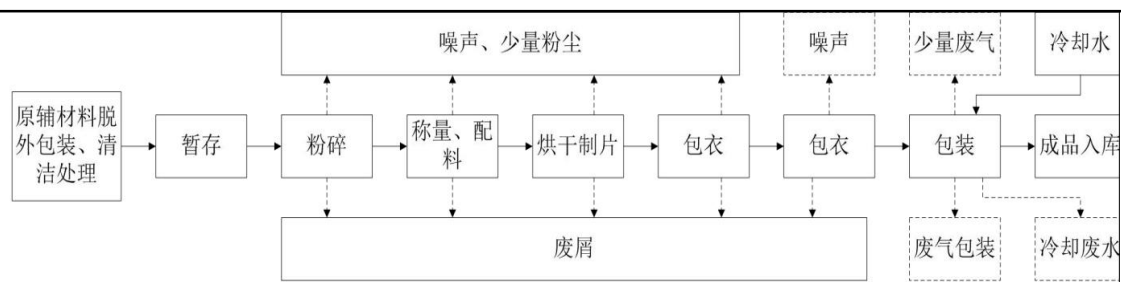 噪声、少量粉尘
噪声
少量废气
冷却水
原辅材料脱
外包装、清
洁处理
暂存
粉碎
称量、配
料
烘干制片
包衣
包衣
包装
成品入库
废屑
废气包装
冷却废水